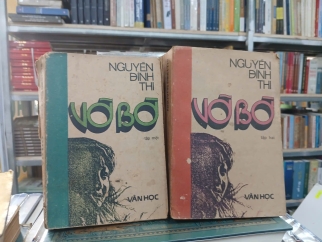 NGUYỄN
ĐÌNH
THI
VỠ BỜ
VĂN HỌC
NGUYỄN
ĐÌNH
THI
VỠ BỜ
VĂN HỌC